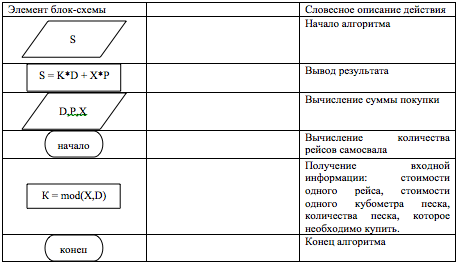 Элемент блок-схемы
Словесное описание действия
S
Начало алгоритма
S = K*D + X*P
Вывод результата
D,P,X
Вычисление суммы покупки
начало
Вычисление количества
рейсов самосвала
K = mod(X,D)
Получение входной
информации: стоимости
одного рейса, стоимости
одного кубометра песка,
количества песка, которое
необходимо купить.
конец
Конец алгоритма